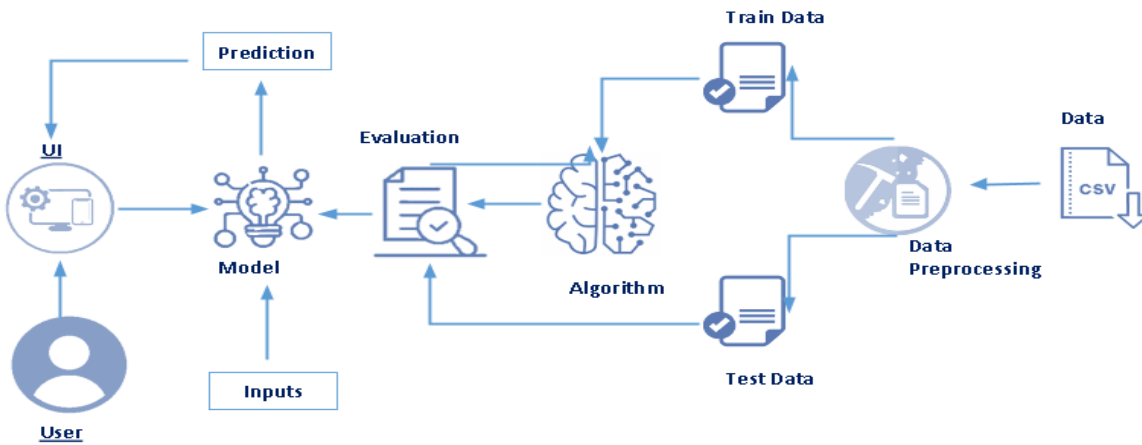 Train Data
Prediction
Evaluation
Data
UI
CSV
Model
Data
Preprocessing
Algorithm
Test Data
Inputs
User